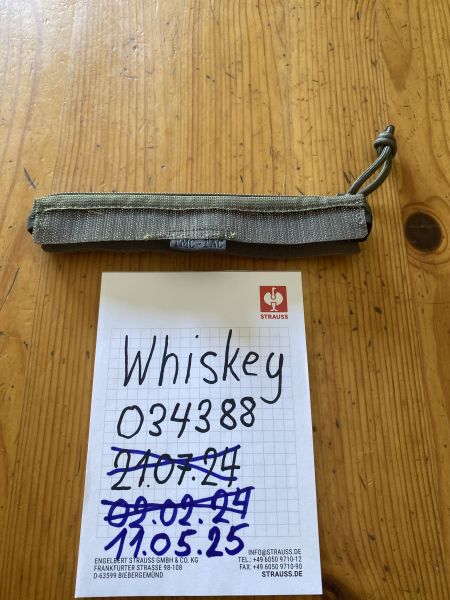 TMC-TAC
STRAUSS
Whiskey
034388
21.07.24
09.02.24
11.05.25
ENGELBERT STRAUSS GMBH & CO. KG
FRANKFURTER STRASSE 98-108
D-63599 BIEBERGEMÜND
INFO@STRAUSS.DE
TEL.: +49 6050 9710-12
FAX: +49 6050 9710-90
STRAUSS.DE